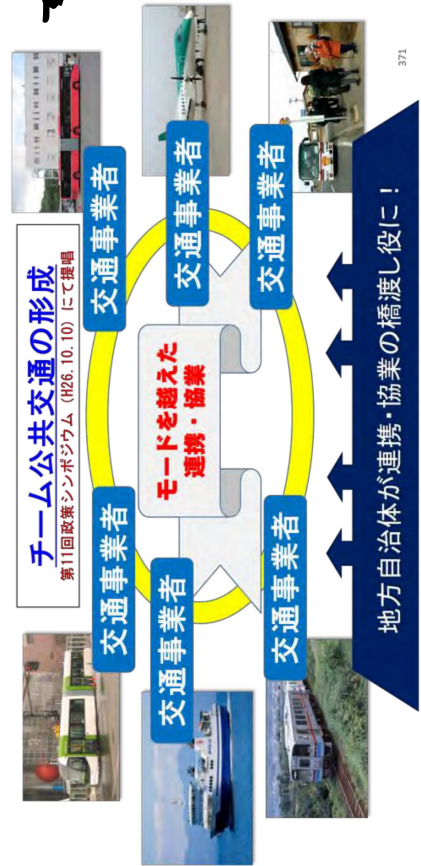 チーム公共交通の形成
第11回政策シンポジウム（H26.10.10）にて提唱
交通事業者
交通事業者
交通事業者
交通事業者
モードを越えた
連携・協業
交通事業者
交通事業者
地方自治体が連携・協業の橋渡し役に！
371